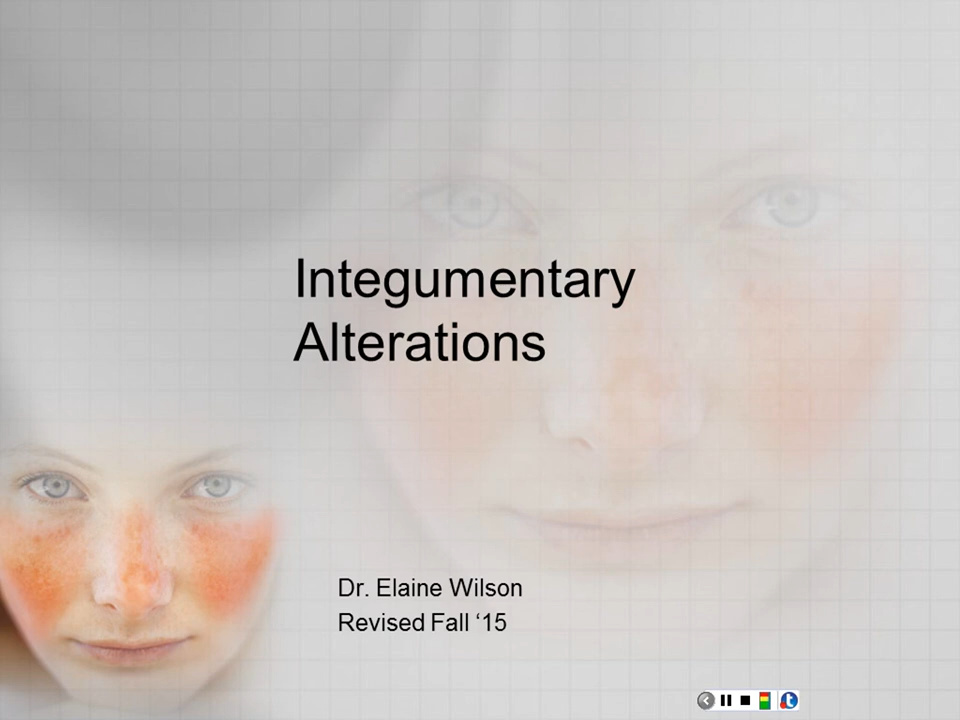 Integumentary
Alterations
Dr. Elaine Wilson
Revised Fall ‘15